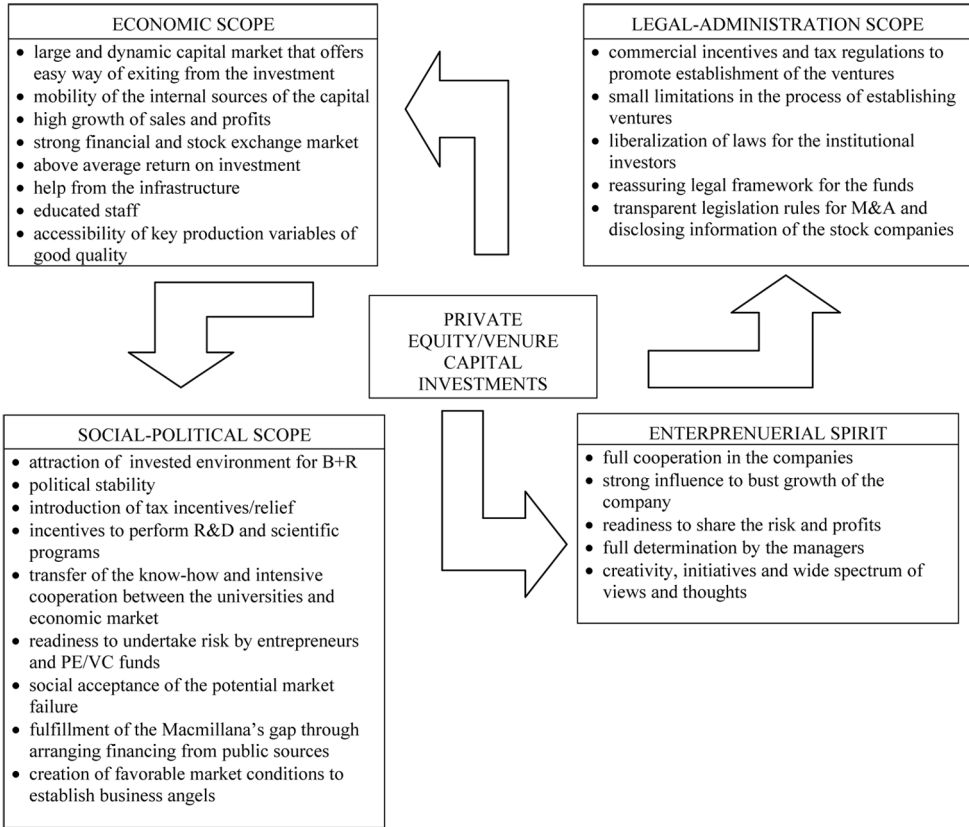 ECONOMIC SCOPE
• large and dynamic capital market that offers
easy way of exiting from the investment
• mobility of the internal sources of the capital
• high growth of sales and profits
• strong financial and stock exchange market
• above average return on investment
• help from the infrastructure
• educated staff
• accessibility of key production variables of
good quality
LEGAL-ADMINISTRATION SCOPE
• commercial incentives and tax regulations to
promote establishment of the ventures
• small limitations in the process of establishing
ventures
• liberalization of laws for the institutional
investors
• reassuring legal framework for the funds
• transparent legislation rules for M&A and
disclosing information of the stock companies
PRIVATE
EQUITY/VENURE
CAPITAL
INVESTMENTS
SOCIAL-POLITICAL SCOPE
• attraction of invested environment for B+R
• political stability
• introduction of tax incentives/relief
• incentives to perform R&D and scientific
programs
• transfer of the know-how and intensive
cooperation between the universities and
economic market
• readiness to undertake risk by entrepreneurs
and PE/VC funds
• social acceptance of the potential market
failure
• fulfillment of the Macmillana’s gap through
arranging financing from public sources
• creation of favorable market conditions to
establish business angels
ENTERPRENUERIAL SPIRIT
• full cooperation in the companies
• strong influence to bust growth of the
company
• readiness to share the risk and profits
• full determination by the managers
• creativity, initiatives and wide spectrum of
views and thoughts